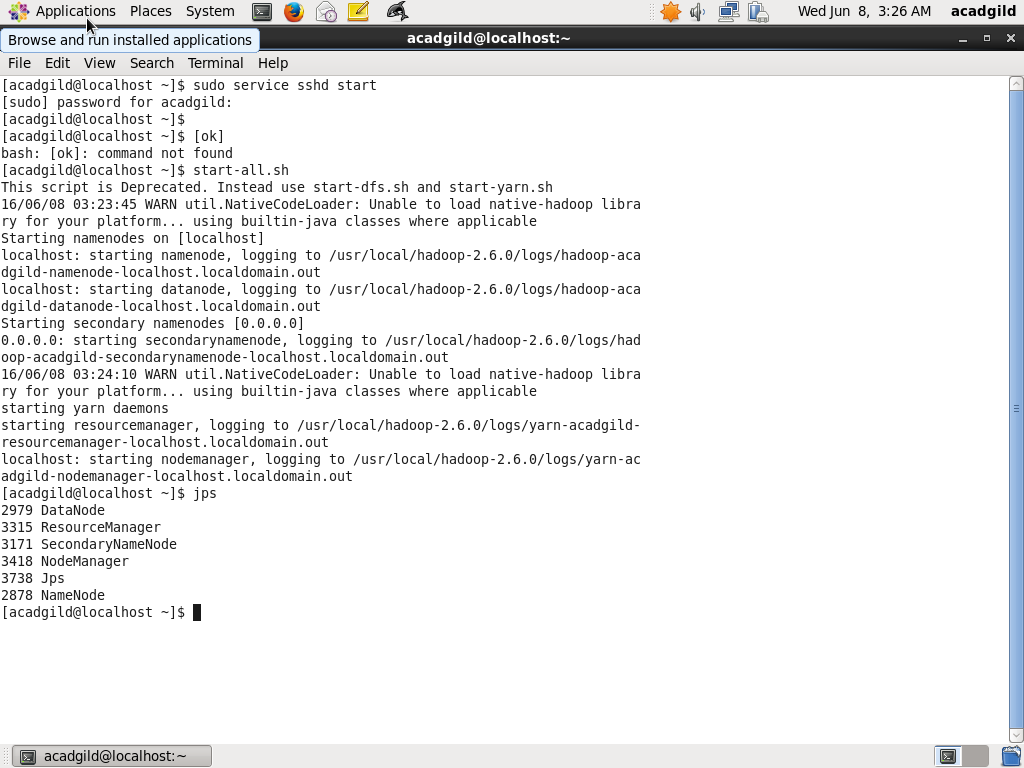 Applications Places System Wed Jun 8, 3:26 AM acadgild
Browse and run installed applications
acadgild@localhost:~
File Edit View Search Terminal Help
[acadgild@localhost ~]$ sudo service sshd start
[sudo] password for acadgild:
[acadgild@localhost ~]$
[acadgild@localhost ~]$ [ok]
bash: [ok]: command not found
[acadgild@localhost ~]$ start-all.sh
This script is Deprecated. Instead use start-dfs.sh and start-yarn.sh
16/06/08 03:23:45 WARN util.NativeCodeLoader: Unable to load native-hadoop libra
ry for your platform... using builtin-java classes where applicable
Starting namenodes on [localhost]
localhost: starting namenode, logging to /usr/local/hadoop-2.6.0/logs/hadoop-aca
dgild-namenode-localhost.localdomain.out
localhost: starting datanode, logging to /usr/local/hadoop-2.6.0/logs/hadoop-aca
dgild-datanode-localhost.localdomain.out
Starting secondary namenodes [0.0.0.0]
0.0.0.0: starting secondarynamenode, logging to /usr/local/hadoop-2.6.0/logs/had
oop-acadgild-secondarynamenode-localhost.localdomain.out
16/06/08 03:24:10 WARN util.NativeCodeLoader: Unable to load native-hadoop libra
ry for your platform... using builtin-java classes where applicable
starting yarn daemons
starting resourcemanager, logging to /usr/local/hadoop-2.6.0/logs/yarn-acadgild-
resourcemanager-localhost.localdomain.out
localhost: starting nodemanager, logging to /usr/local/hadoop-2.6.0/logs/yarn-ac
adgild-nodemanager-localhost.localdomain.out
[acadgild@localhost ~]$ jps
2979 DataNode
3315 ResourceManager
3171 SecondaryNameNode
3418 NodeManager
3738 Jps
2878 NameNode
[acadgild@localhost ~]$
acadgild@localhost:~